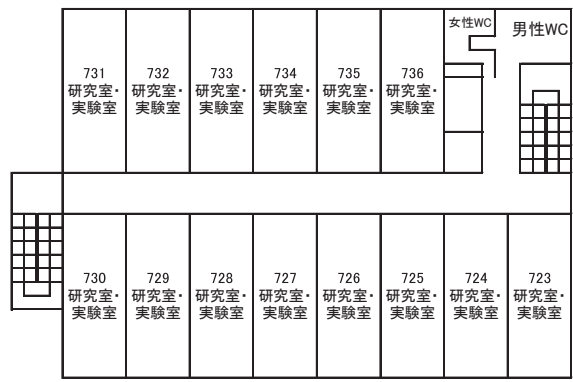 女性WC
男性WC
731
研究室・
実験室
732
研究室・
実験室
733
研究室・
実験室
734
研究室・
実験室
735
研究室・
実験室
736
研究室・
実験室
730
研究室・
実験室
729
研究室・
実験室
728
研究室・
実験室
727
研究室・
実験室
726
研究室・
実験室
725
研究室・
実験室
724
研究室・
実験室
723
研究室・
実験室